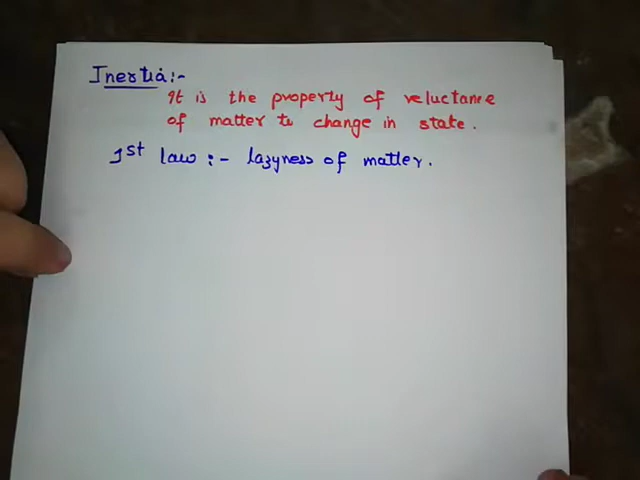 Inertia:-
It is the property of reluctance
of matter to change in state.
1st law :- lazyness of matter.